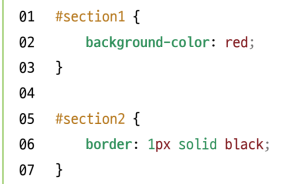 01 #section1 {
02     background-color: red;
03 }
04
05 #section2 {
06     border: 1px solid black;
07 }